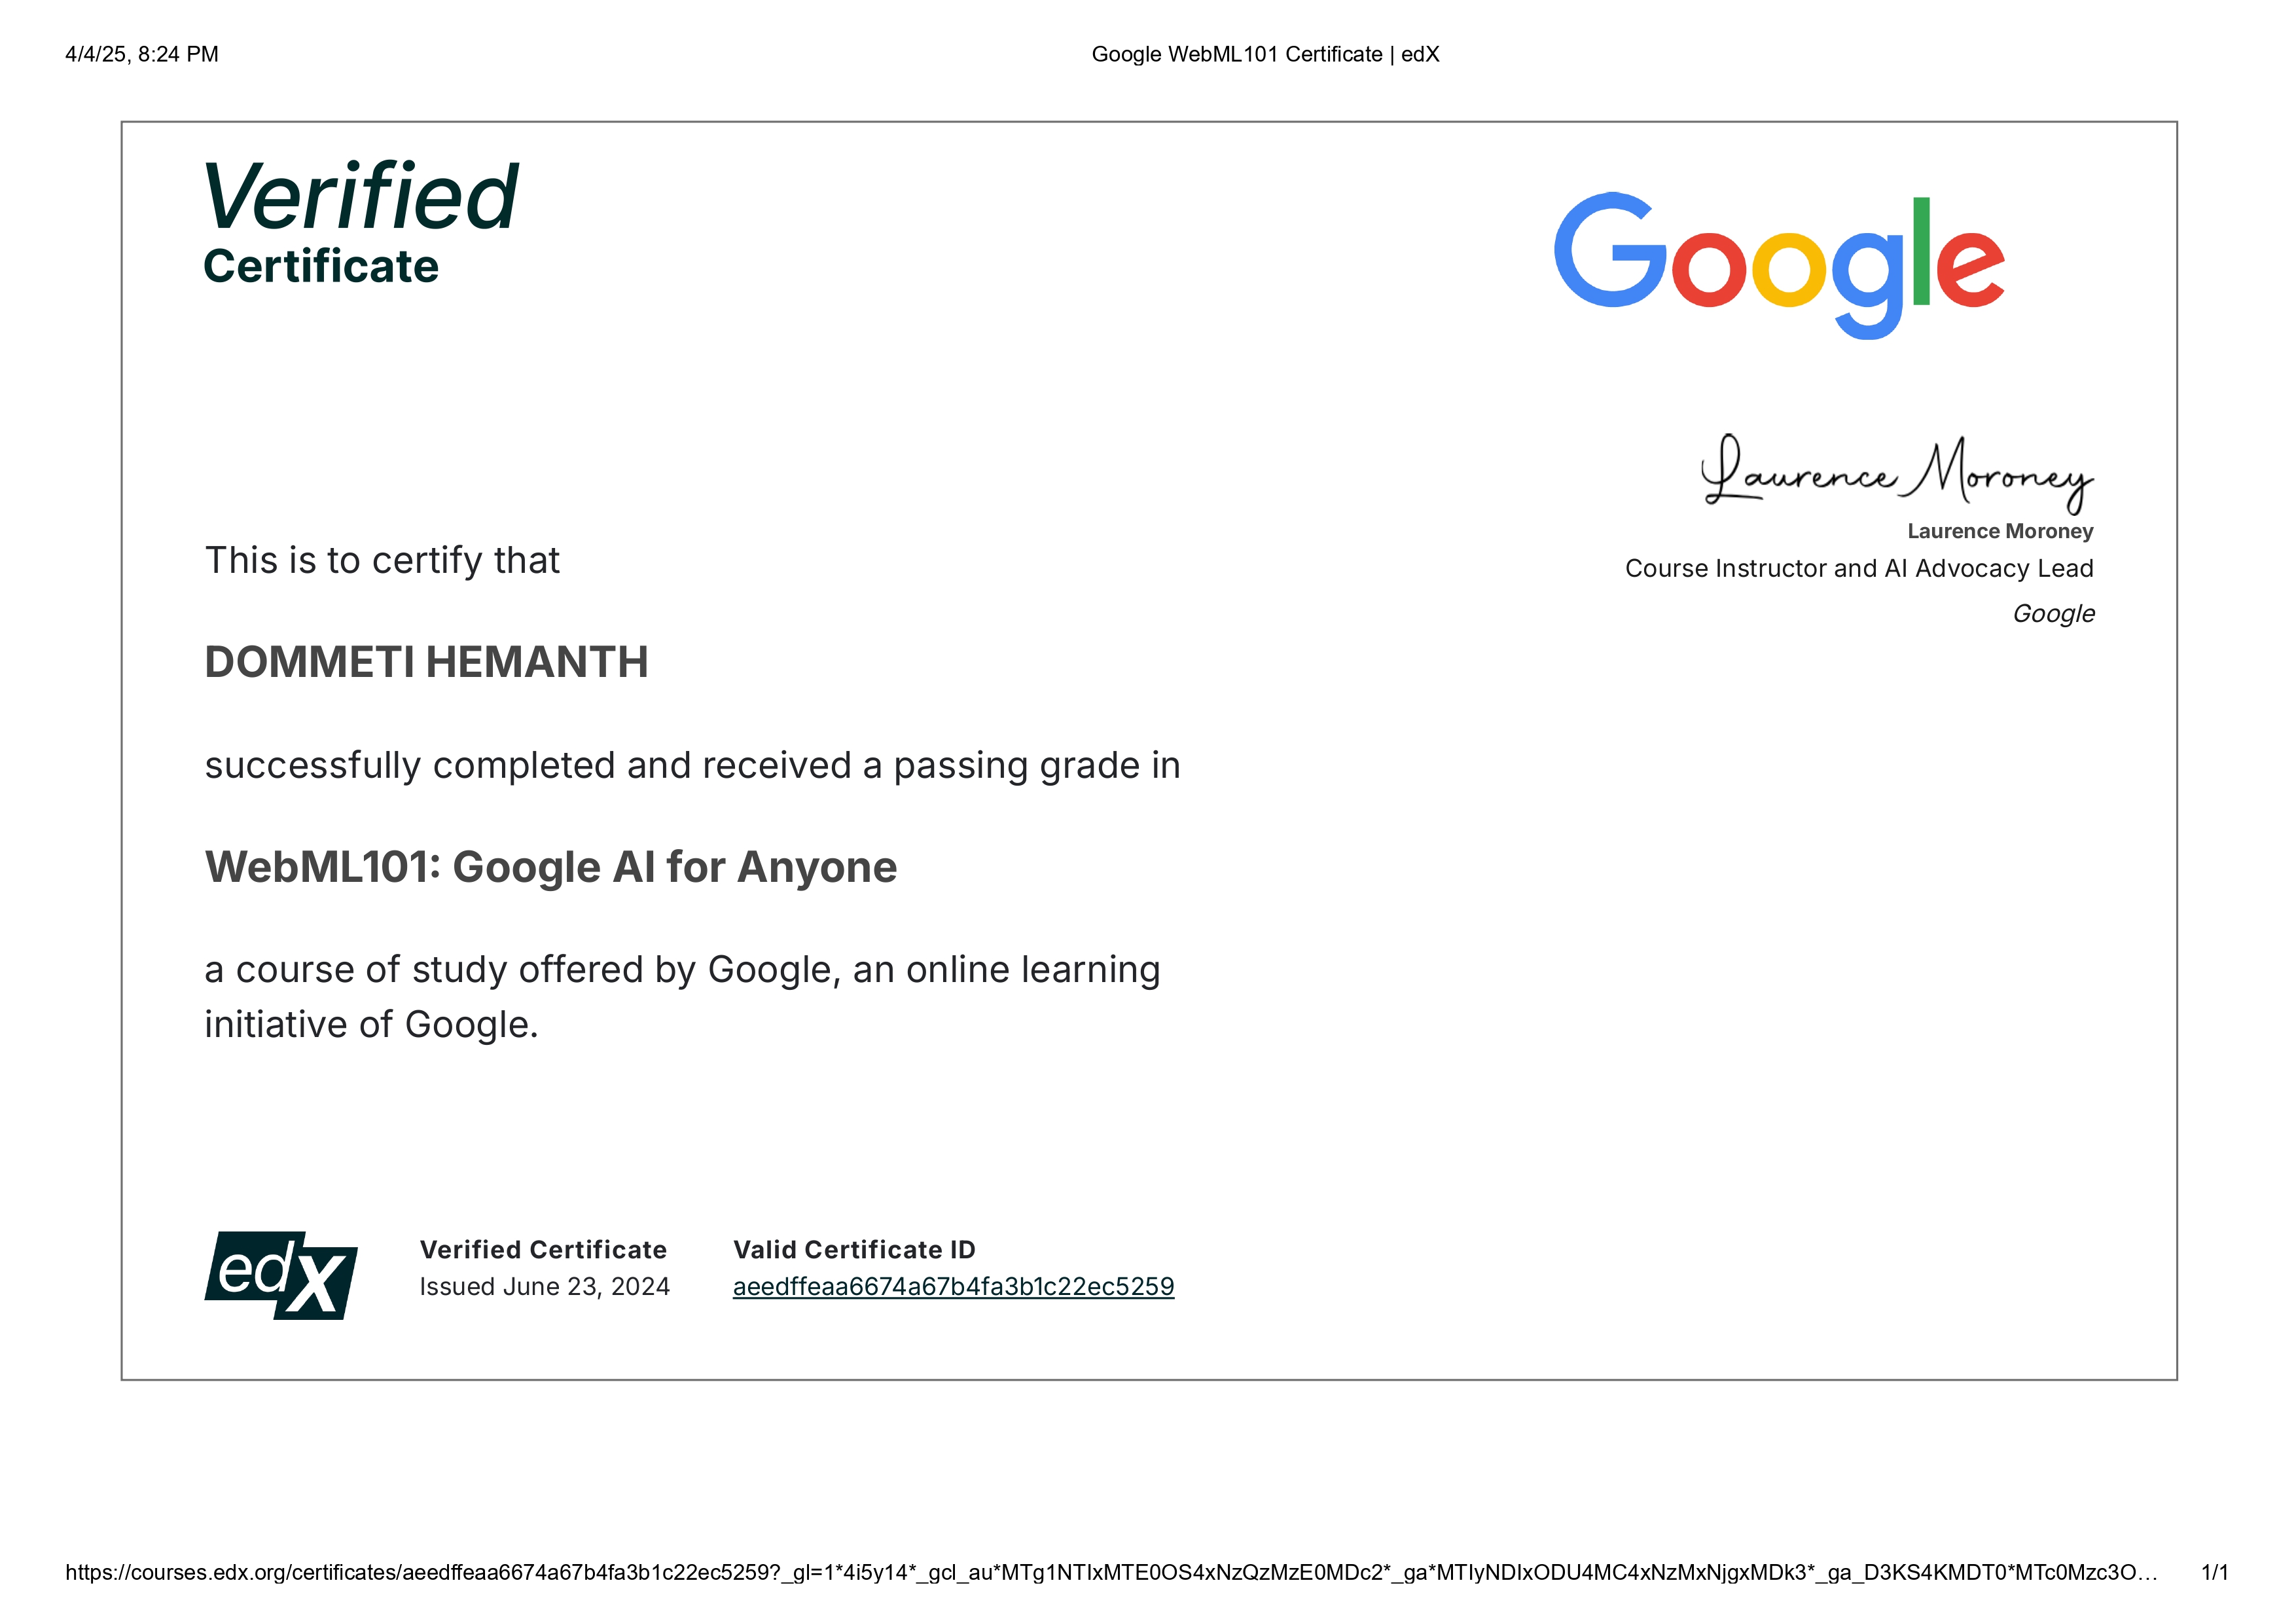 4/4/25, 8:24 PM
Google WebML101 Certificate | edX
Verified
Certificate
Google
Laurence Moroney
Laurence Moroney
Course Instructor and AI Advocacy Lead
Google
This is to certify that
DOMMETI HEMANTH
successfully completed and received a passing grade in
WebML101: Google AI for Anyone
a course of study offered by Google, an online learning
initiative of Google.
edX
Verified Certificate
Issued June 23, 2024
Valid Certificate ID
aeedffeaa6674a67b4fa3b1c22ec5259
https://courses.edx.org/certificates/aeedffeaa6674a67b4fa3b1c22ec5259?_gl=1*4i5y14*_gcl_au*MTg1NTIxMTE0OS4xNzQzMzE0MDc2*_ga*MTIyNDIxODU4MC4xNzMxNjgxMDk3*_ga_D3KS4KMDT0*MTc0Mzc3O…
1/1